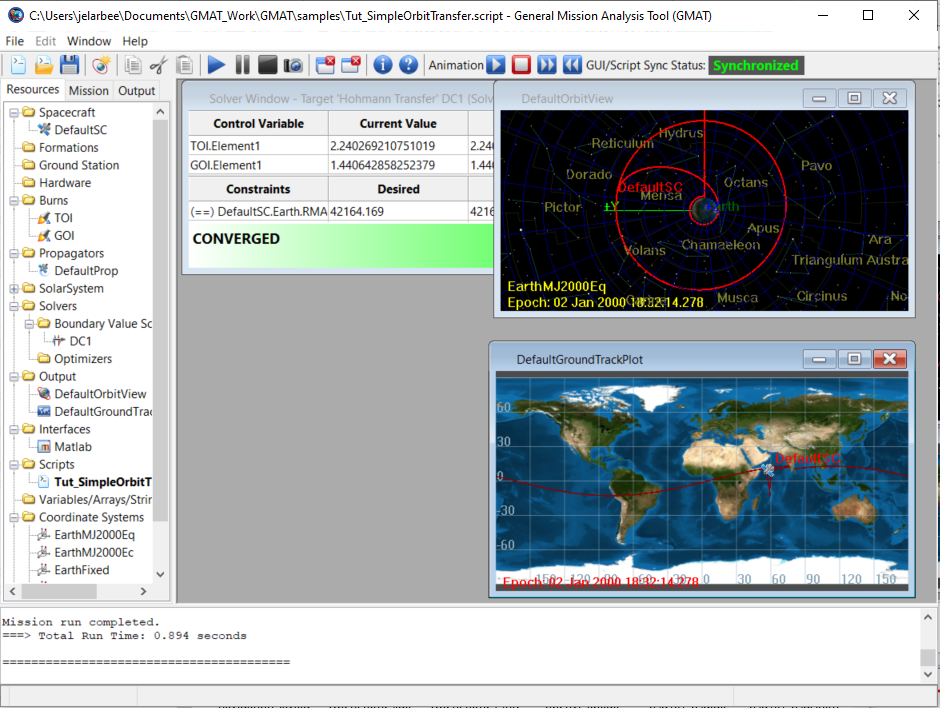 C:\Users\jelarbee\Documents\GMAT_Work\GMAT\samples\Tut_SimpleOrbitTransfer.script - General Mission Analysis Tool (GMAT)
File Edit Window Help
Animation GUI/Script Sync Status: Synchronized
Resources Mission Output
Spacecraft
DefaultSC
Formations
Ground Station
Hardware
Burns
TOI
GOI
Propagators
DefaultProp
SolarSystem
Solvers
Boundary Value Sc
DC1
Optimizers
Output
DefaultOrbitView
DefaultGroundTrac
Interfaces
Matlab
Scripts
Tut_SimpleOrbitT
Variables/Arrays/Strin
Coordinate Systems
EarthMJ2000Eq
EarthMJ2000Ec
EarthFixed
Solver Window - Target 'Hohmann Transfer' DC1 (Solv
Control Variable Current Value
TOI.Element1 2.240269210751019 2.240
GOI.Element1 1.440642858252379 1.440
Constraints Desired
(==) DefaultSC.Earth.RMA 42164.169 4216
CONVERGED
DefaultOrbitView
Hydrus
Reticulum
Pavo
Dorado
DefaultSC
Octans
Mensa
Pictor
+Y
Earth
Apus
Ara
Chamaeleon
Volans
Triangulum Austra
EarthMJ2000Eq
Musca
Circinus
No
Epoch: 02 Jan 2000 18:32:14.278
DefaultGroundTrackPlot
60
30
DefaultSC
0
-30
-60
0 30 60 90 120 150
Epoch: 02 Jan 2000 18:32:14.278
Mission run completed.
===> Total Run Time: 0.894 seconds
========================================